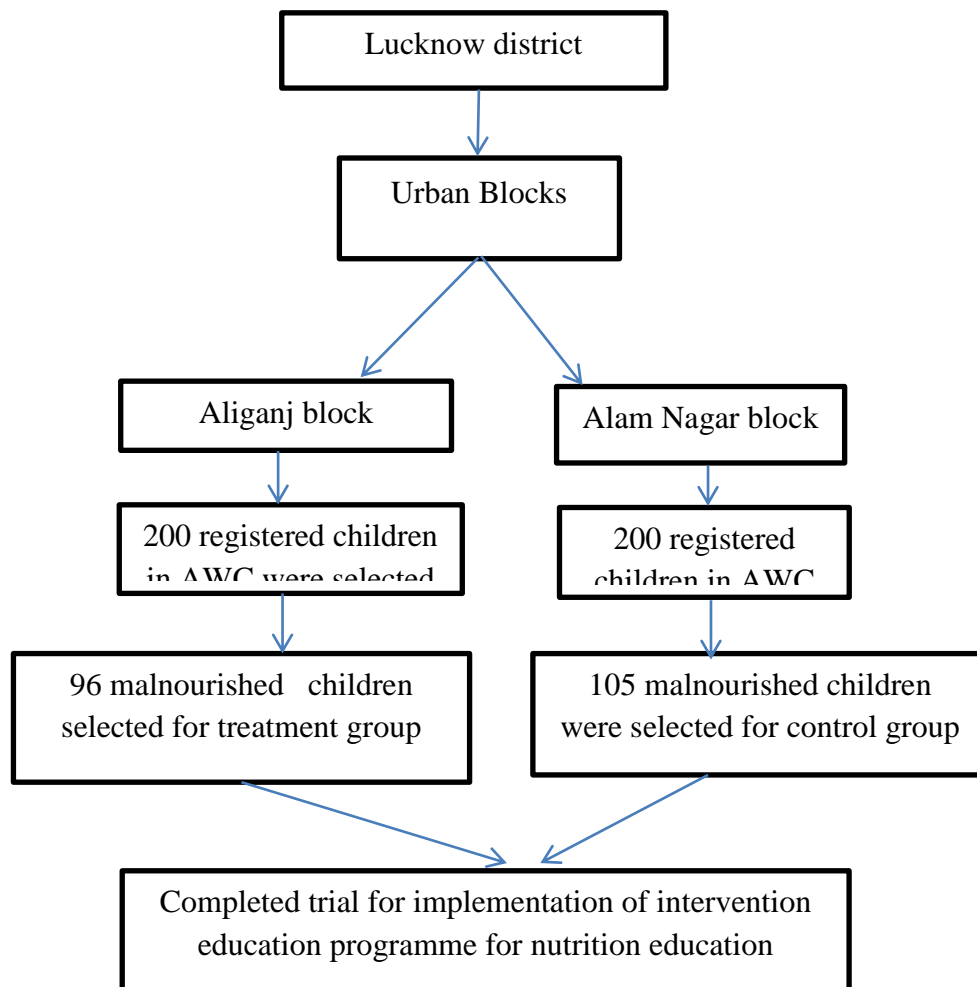 Lucknow district
Urban Blocks
Aliganj block
Alam Nagar block
200 registered children
in AWC were selected
200 registered
children in AWC
96 malnourished children
selected for treatment group
105 malnourished children
were selected for control group
Completed trial for implementation of intervention
education programme for nutrition education